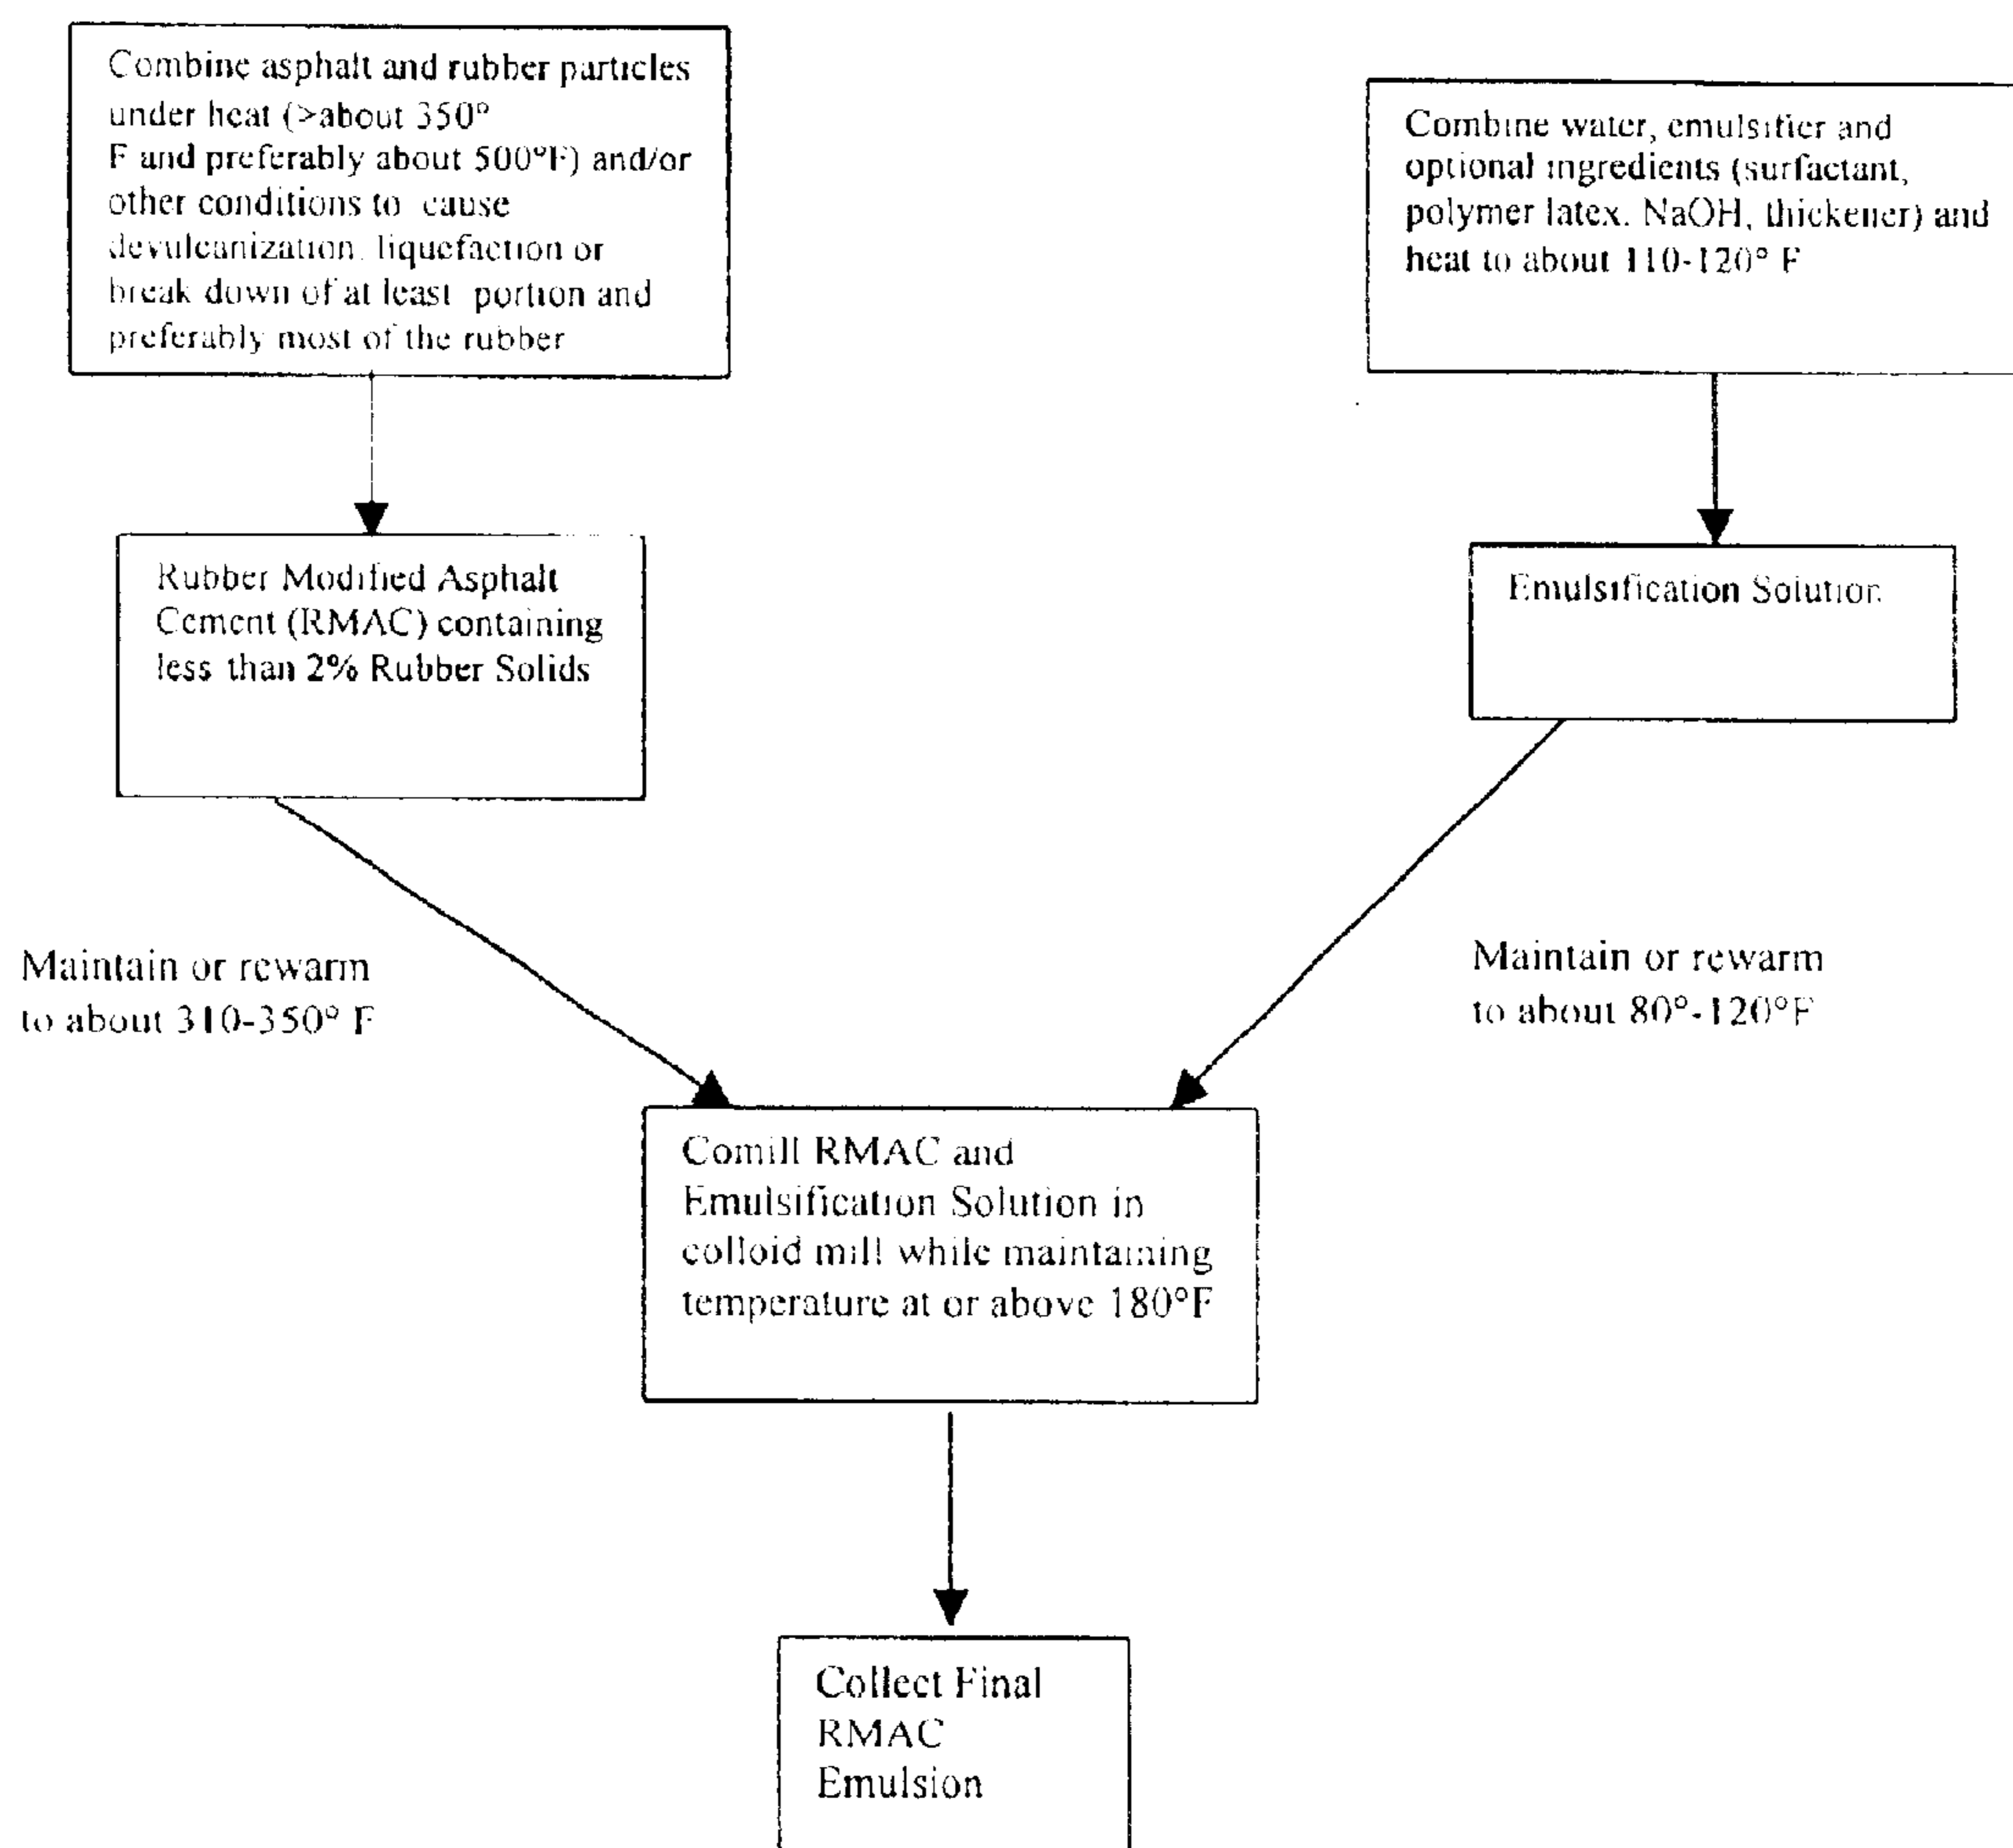 Combine asphalt and rubber particles
under heat (>about 350°
F and preferably about 500°F) and/or
other conditions to cause
devulcanization, liquefaction or
break down of at least portion and
preferably most of the rubber
Combine water, emulsifier and
optional ingredients (surfactant,
polymer latex. NaOH, thickener) and
heat to about 110-120° F
Rubber Modified Asphalt
Cement (RMAC) containing
less than 2% Rubber Solids
Emulsification Solution
Maintain or rewarm
to about 310-350° F
Maintain or rewarm
to about 80°-120°F
Comill RMAC and
Emulsification Solution in
colloid mill while maintaining
temperature at or above 180°F
Collect Final
RMAC
Emulsion